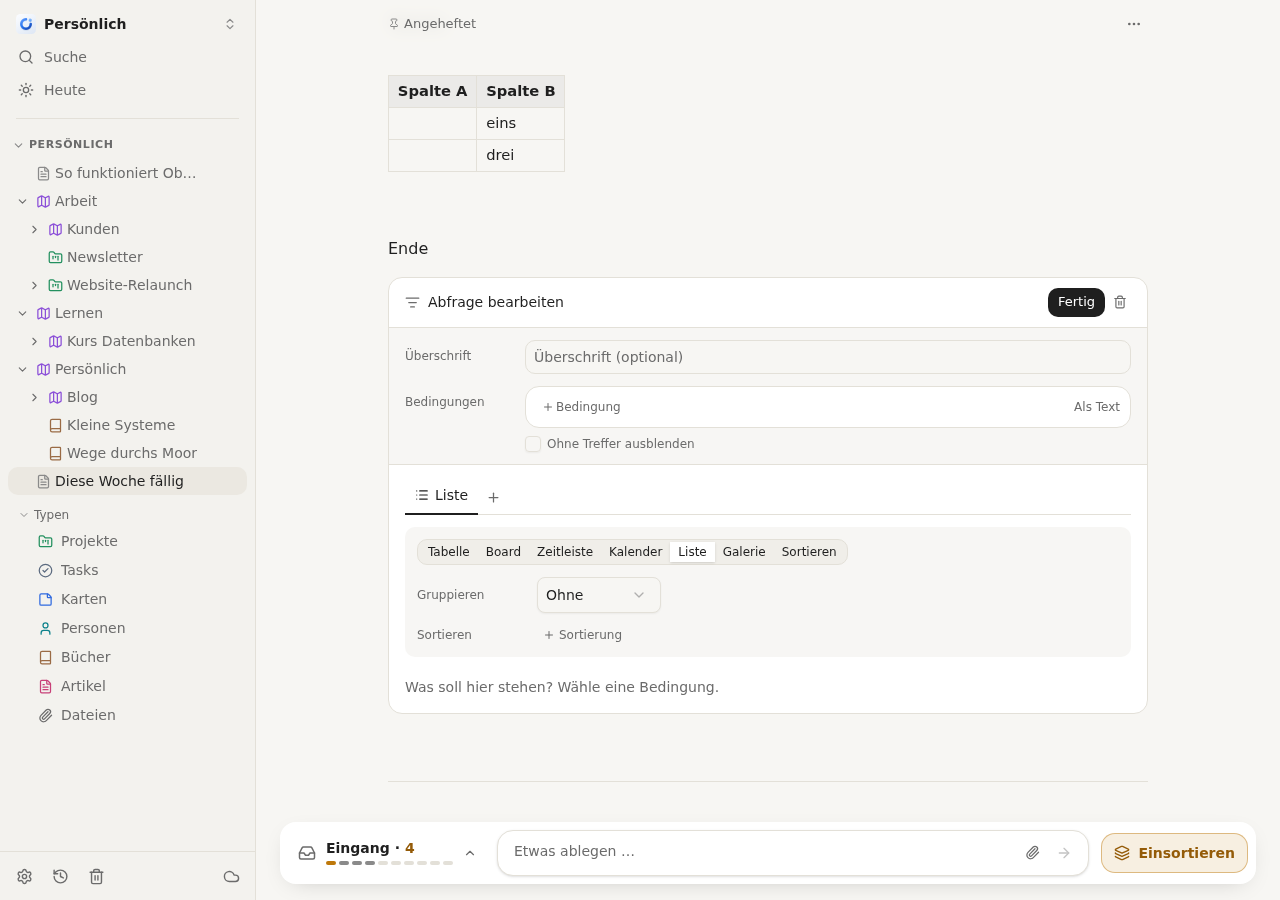 Persönlich
Suche
Heute
PERSÖNLICH
So funktioniert Ob…
Arbeit
Kunden
Newsletter
Website-Relaunch
Lernen
Kurs Datenbanken
Persönlich
Blog
Kleine Systeme
Wege durchs Moor
Diese Woche fällig
Typen
Projekte
Tasks
Karten
Personen
Bücher
Artikel
Dateien
Angeheftet
Spalte A Spalte B
eins
drei
Ende
Abfrage bearbeiten Fertig
Überschrift Überschrift (optional)
Bedingungen + Bedingung Als Text
Ohne Treffer ausblenden
Liste +
Tabelle Board Zeitleiste Kalender Liste Galerie Sortieren
Gruppieren Ohne
Sortieren + Sortierung
Was soll hier stehen? Wähle eine Bedingung.
Eingang · 4
Etwas ablegen …
Einsortieren